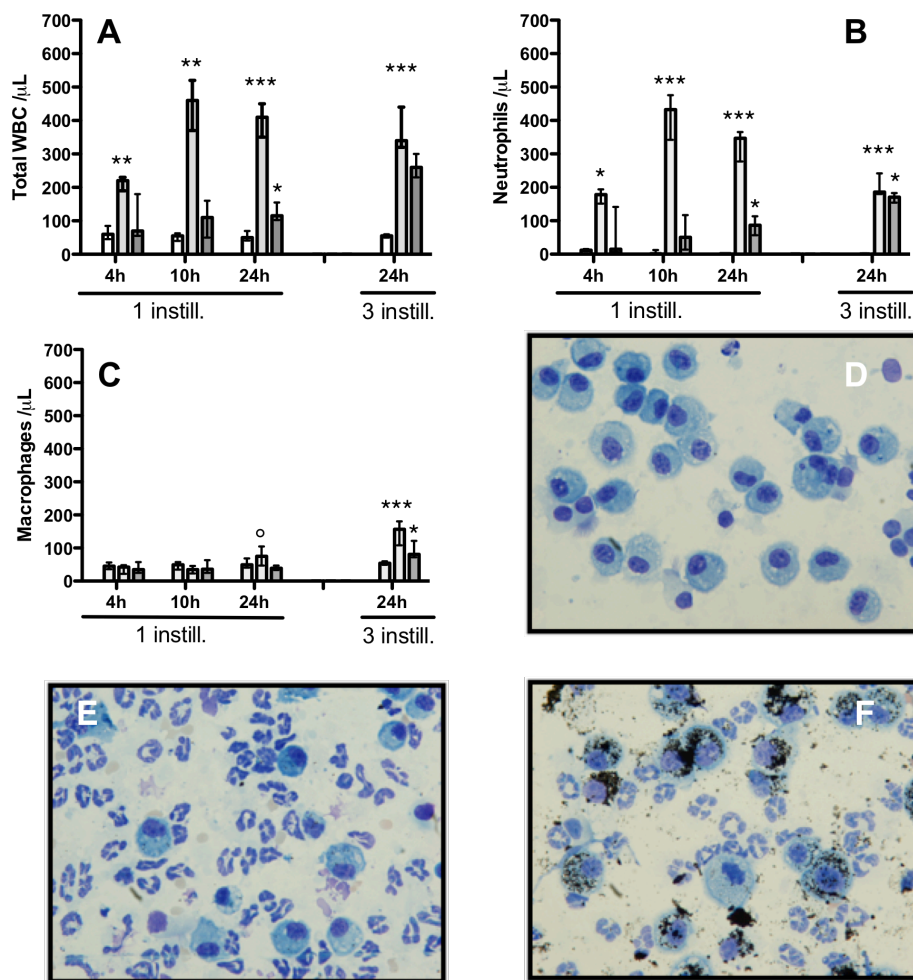 A
Total WBC /μL
700
600
500
400
300
200
100
0
**
**
***
*
***
4h
10h
24h
24h
1 instill.
3 instill.
B
Neutrophils /μL
700
600
500
400
300
200
100
0
*
***
***
*
***
*
4h
10h
24h
24h
1 instill.
3 instill.
C
Macrophages /μL
700
600
500
400
300
200
100
0
°
***
*
4h
10h
24h
24h
1 instill.
3 instill.
D
E
F